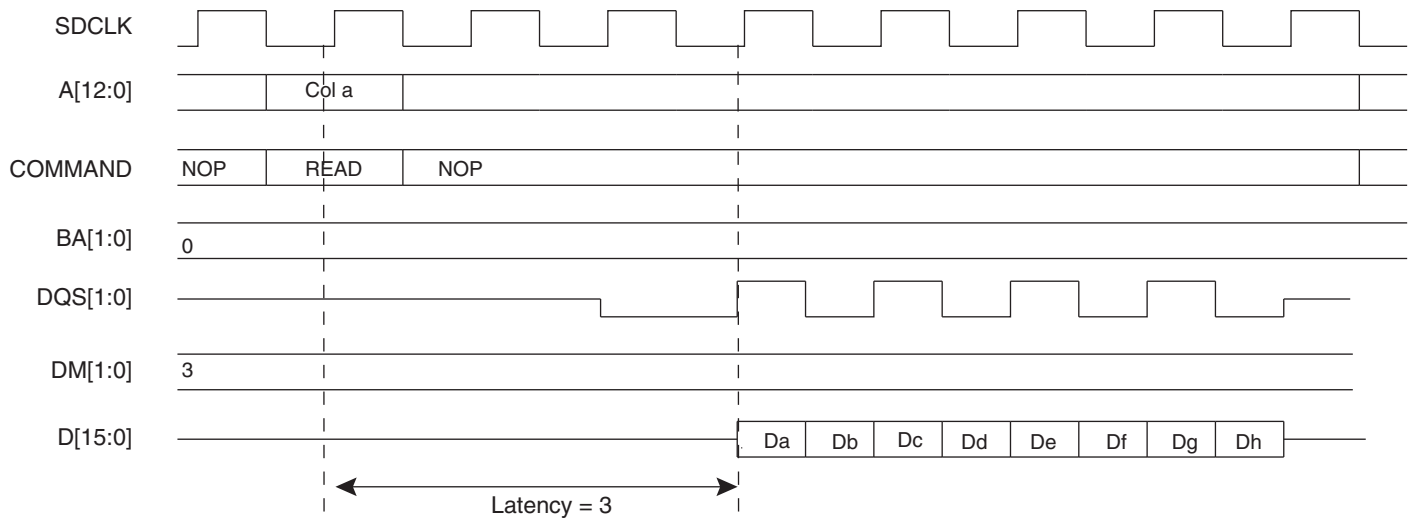 SDCLK
A[12:0] Col a
COMMAND NOP READ NOP
BA[1:0] 0
DQS[1:0]
DM[1:0] 3
D[15:0] Da Db Dc Dd De Df Dg Dh
Latency = 3